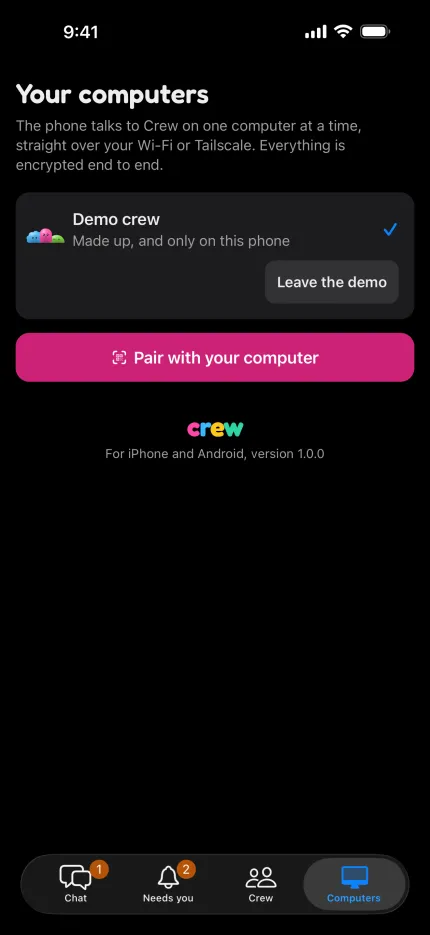 9:41
Your computers
The phone talks to Crew on one computer at a time,
straight over your Wi-Fi or Tailscale. Everything is
encrypted end to end.
Demo crew
Made up, and only on this phone
Leave the demo
Pair with your computer
crew
For iPhone and Android, version 1.0.0
1
2
Chat
Needs you
Crew
Computers